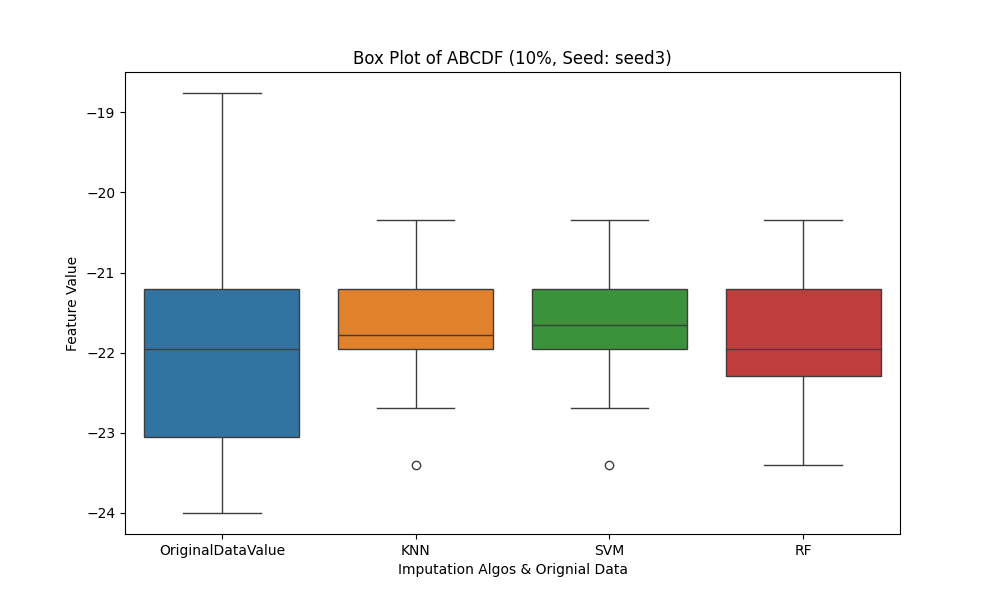 Box Plot of ABCDF (10%, Seed: seed3)
Feature Value
−19
−20
−21
−22
−23
−24
OriginalDataValue KNN SVM RF
Imputation Algos & Orignial Data